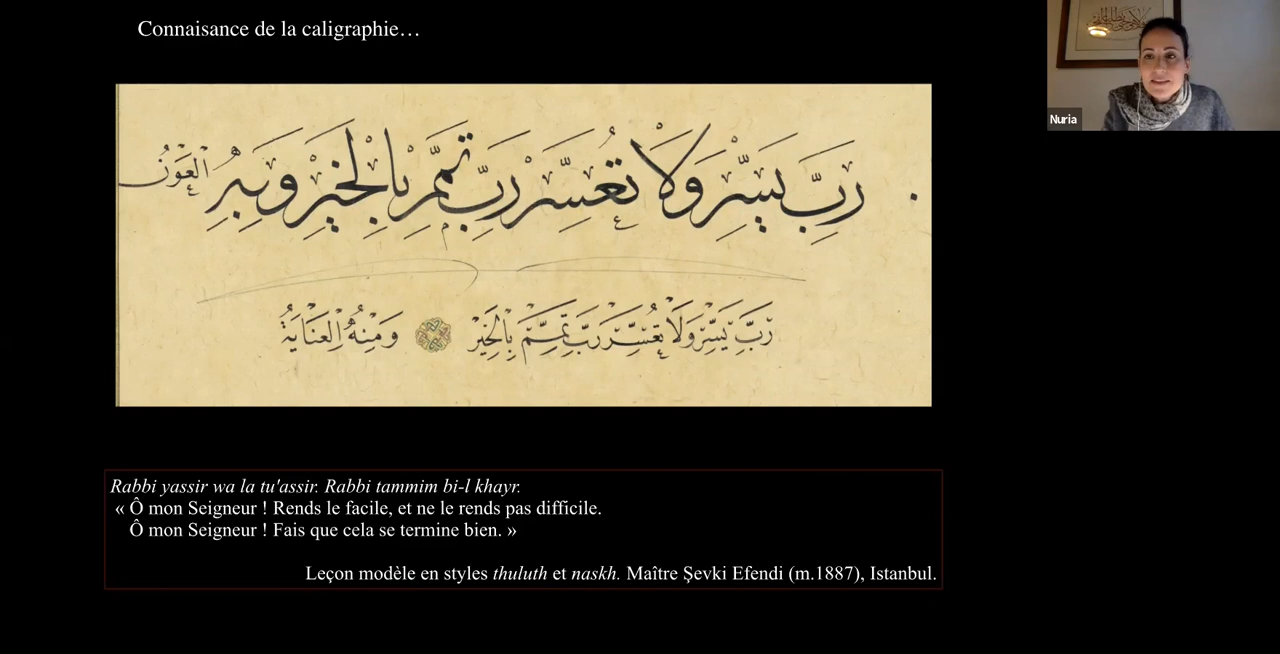 Connaisance de la caligraphie…
Nuria
رَبِّ يَسِّرْ وَلَا تُعَسِّرْ رَبِّ تَمِّمْ بِالْخَيْرِ وَبِهِ الْعَوْنُ
رَبِّ يَسِّرْ وَلَا تُعَسِّرْ رَبِّ تَمِّمْ بِالْخَيْرِ وَمِنْهُ الْعِنَايَةُ
Rabbi yassir wa la tu'assir. Rabbi tammim bi-l khayr.
« Ô mon Seigneur ! Rends le facile, et ne le rends pas difficile.
Ô mon Seigneur ! Fais que cela se termine bien. »
Leçon modèle en styles thuluth et naskh. Maître Şevki Efendi (m.1887), Istanbul.